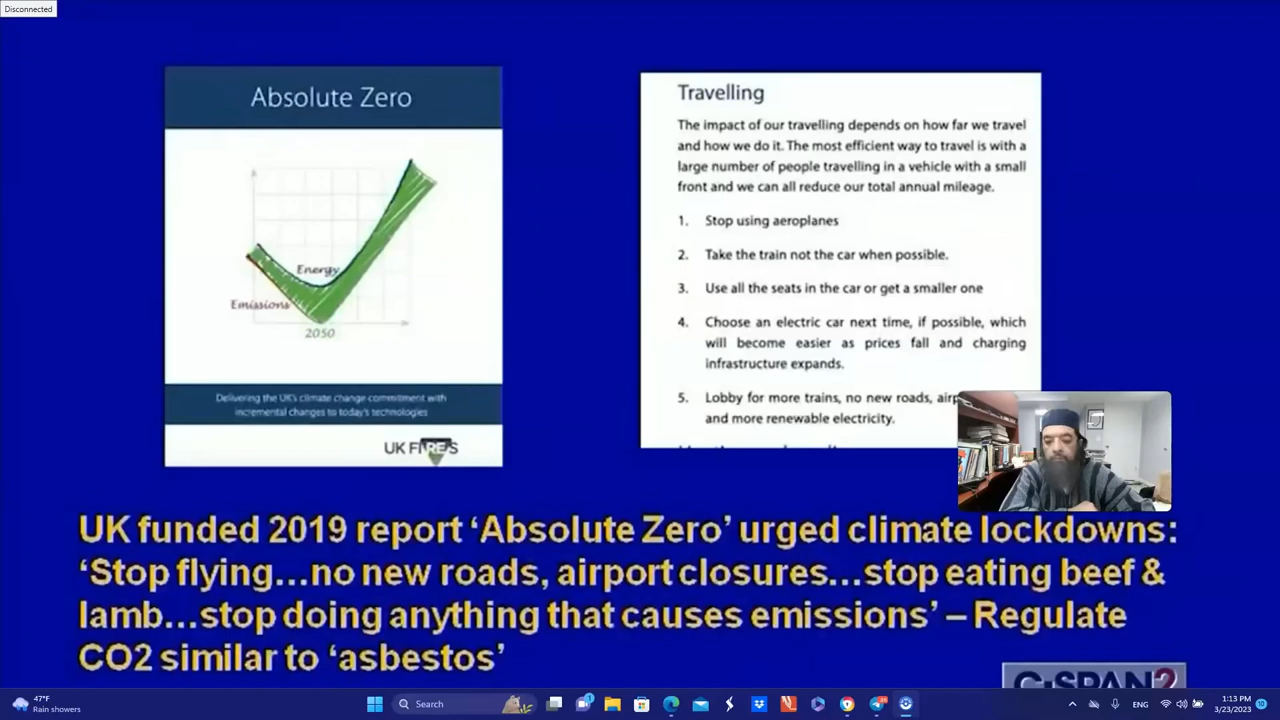 Disconnected
Absolute Zero
Energy
Emissions
2050
Delivering the UK's climate change commitment with
incremental changes to today's technologies
UK FIRES
Travelling
The impact of our travelling depends on how far we travel
and how we do it. The most efficient way to travel is with a
large number of people travelling in a vehicle with a small
front and we can all reduce our total annual mileage.
1. Stop using aeroplanes
2. Take the train not the car when possible.
3. Use all the seats in the car or get a smaller one
4. Choose an electric car next time, if possible, which
will become easier as prices fall and charging
infrastructure expands.
5. Lobby for more trains, no new roads,
and more renewable electricity.
UK funded 2019 report ‘Absolute Zero’ urged climate lockdowns:
‘Stop flying...no new roads, airport closures...stop eating beef &
lamb...stop doing anything that causes emissions’ – Regulate
CO2 similar to ‘asbestos’
C-SPAN2
47°F
Rain showers
Search
ENG
1:13 PM
3/23/2023